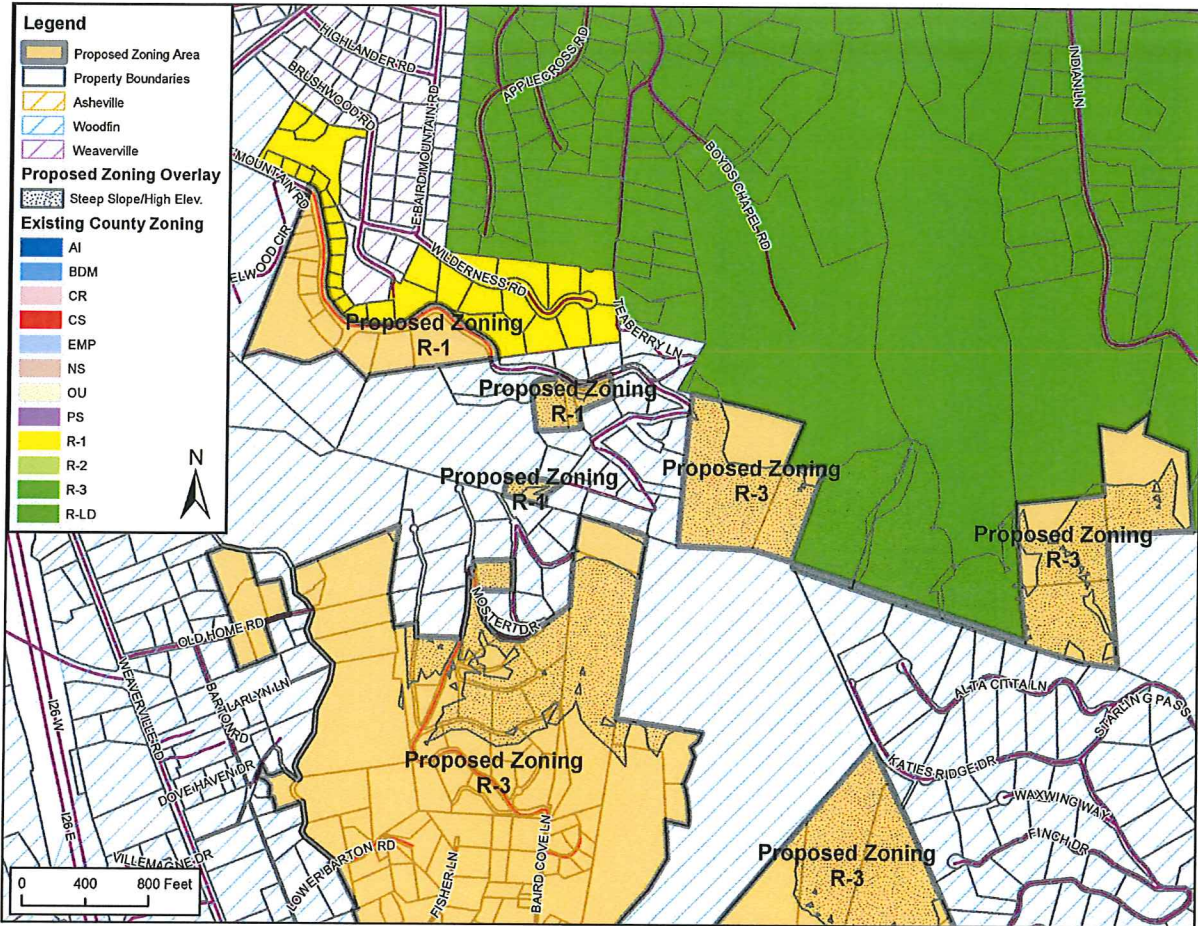 Legend
Proposed Zoning Area
Property Boundaries
Asheville
Woodfin
Weaverville
Proposed Zoning Overlay
Steep Slope/High Elev.
Existing County Zoning
AI
BDM
CR
CS
EMP
NS
OU
PS
R-1
R-2
R-3
R-LD
N
HIGHLANDER RD
BRUSHWOOD RD
E BAIRD MOUNTAIN RD
APPLECROSS RD
BOYDS CHAPEL RD
INDIAN LN
MOUNTAIN RD
ELWOOD CIR
WILDERNESS RD
TEABERRY LN
Proposed Zoning
R-1
Proposed Zoning
R-1
Proposed Zoning
R-1
Proposed Zoning
R-3
Proposed Zoning
R-3
MOSTERT DR
OLD HOME RD
WEAVERVILLE RD
BARTON RD
LARLYN LN
DOVE HAVEN DR
I26 W
I26 E
VILLEMAGNE DR
LOWER BARTON RD
FISHER LN
BAIRD COVE LN
Proposed Zoning
R-3
ALTA CITTA LN
STARLING PASS
KATIES RIDGE DR
WAXWING WAY
FINCH DR
Proposed Zoning
R-3
0 400 800 Feet